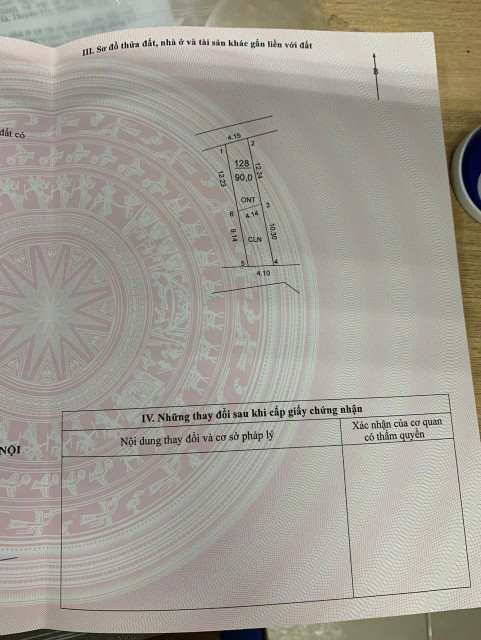 III. Sơ đồ thửa đất, nhà ở và tài sản khác gắn liền với đất
B
đất có
4.15
1
2
128
90,0
12.23
12.24
ONT
3
6
4.14
9.14
10.30
CLN
5
4
4.10
IV. Những thay đổi sau khi cấp giấy chứng nhận
Nội dung thay đổi và cơ sở pháp lý
Xác nhận của cơ quan
có thẩm quyền
NỘI